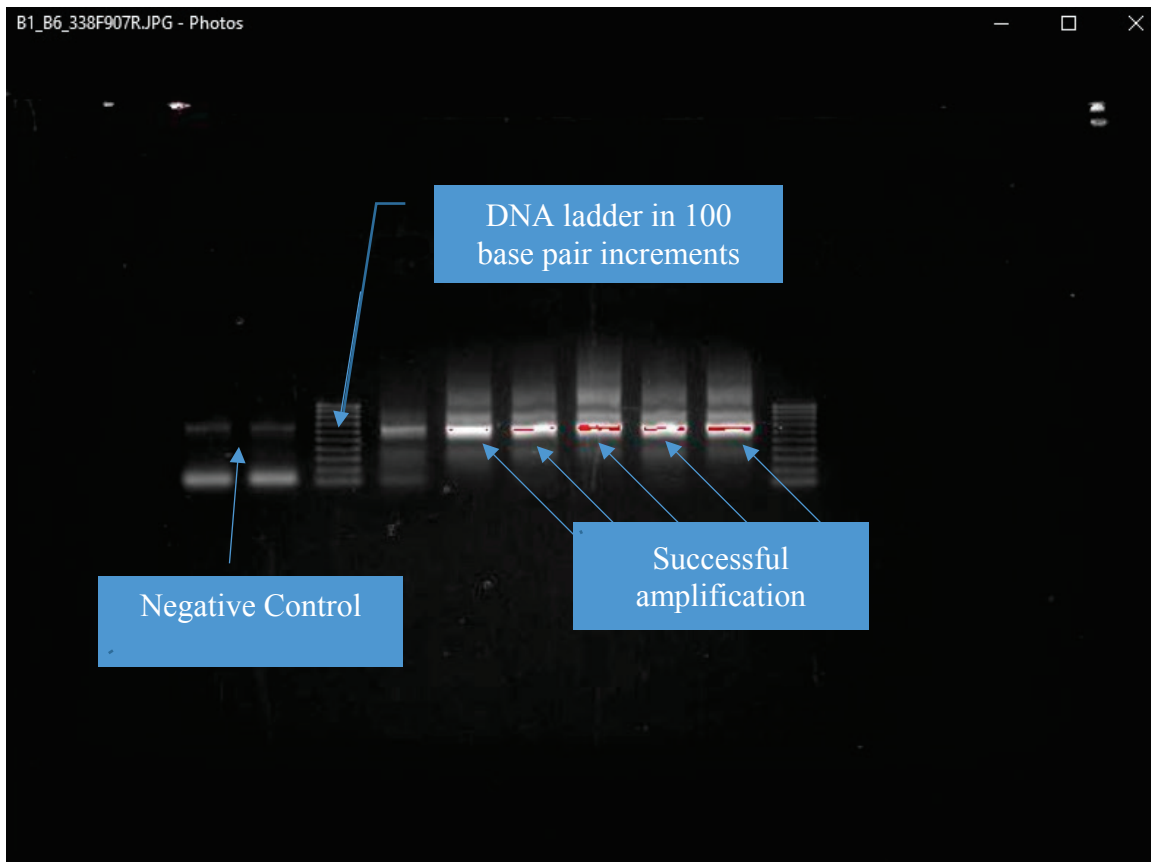 B1_B6_338F907R.JPG - Photos
DNA ladder in 100
base pair increments
Successful
amplification
Negative Control